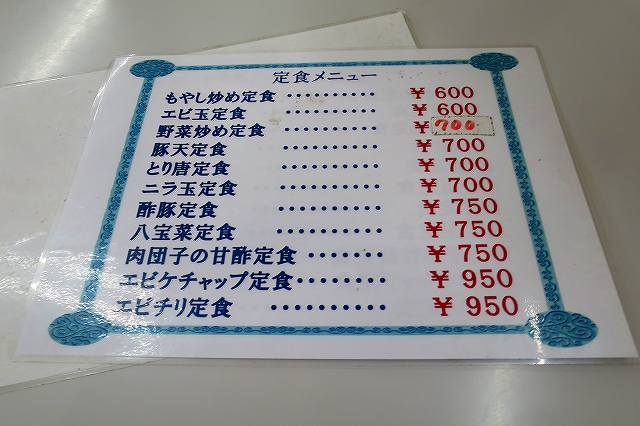 定食メニュー
もやし炒め定食 ・・・・・・・・・・ ¥ 600
エビ玉定食 ・・・・・・・・・・ ¥ 600
野菜炒め定食 ・・・・・・・・・・ ¥ 700
豚天定食 ・・・・・・・・・・ ¥ 700
とり唐定食 ・・・・・・・・・・ ¥ 700
ニラ玉定食 ・・・・・・・・・・ ¥ 700
酢豚定食 ・・・・・・・・・・ ¥ 750
八宝菜定食 ・・・・・・・・・・ ¥ 750
肉団子の甘酢定食 ・・・・・・・ ¥ 750
エビケチャップ定食・・・・・・・・ ¥ 950
エビチリ定食 ・・・・・・・・・・ ¥ 950